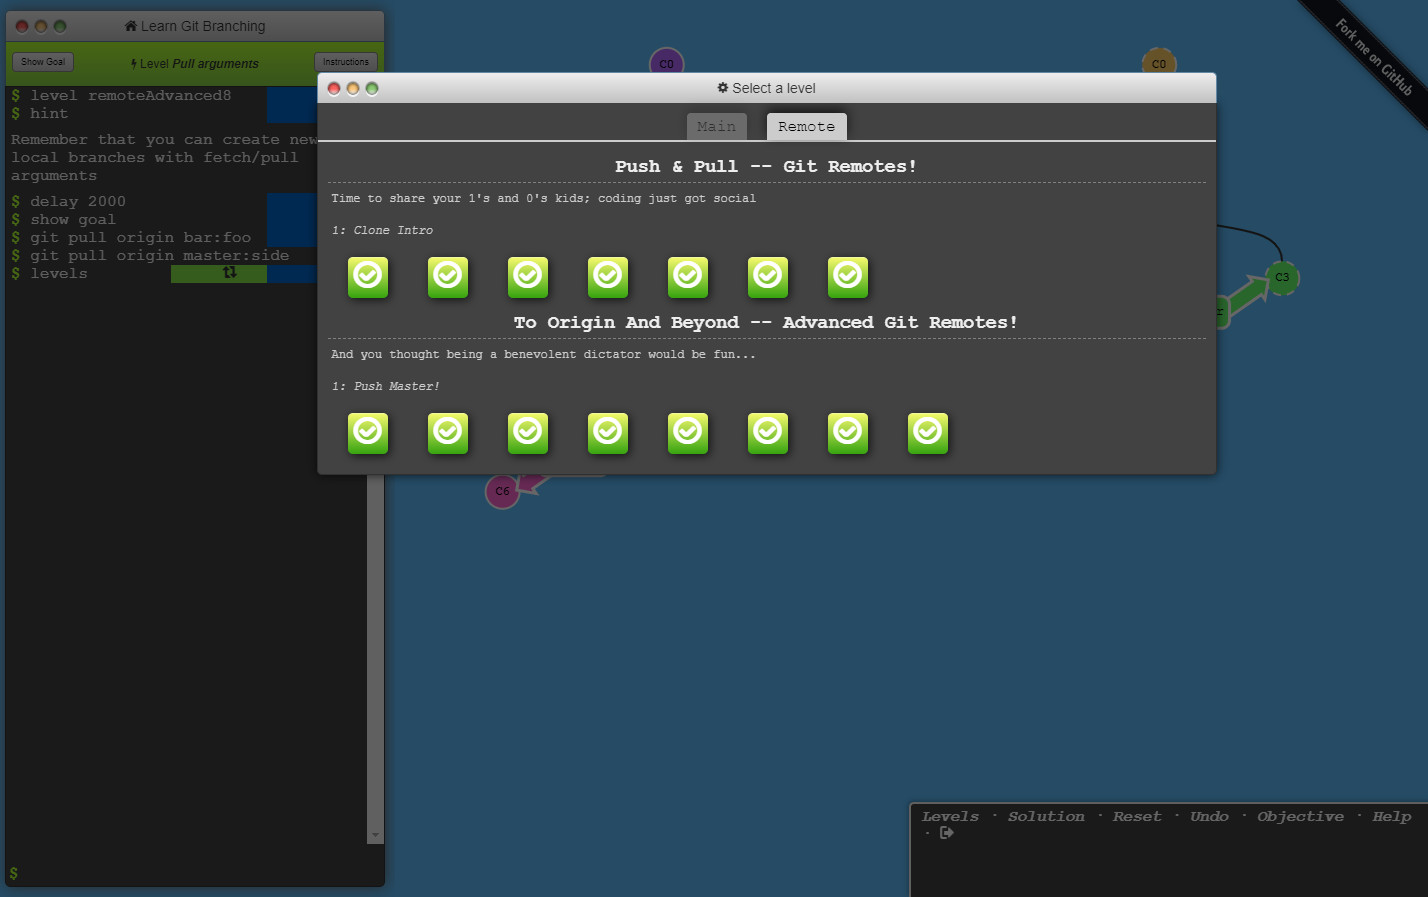 Learn Git Branching
Show Goal
Level Pull arguments
Instructions
$ level remoteAdvanced8
$ hint
Remember that you can create new
local branches with fetch/pull
arguments
$ delay 2000
$ show goal
$ git pull origin bar:foo
$ git pull origin master:side
$ levels
$
C0
C0
Fork me on GitHub
Select a level
Main
Remote
Push & Pull -- Git Remotes!
Time to share your 1's and 0's kids; coding just got social
1: Clone Intro
To Origin And Beyond -- Advanced Git Remotes!
And you thought being a benevolent dictator would be fun...
1: Push Master!
C3
C6
Levels · Solution · Reset · Undo · Objective · Help
·